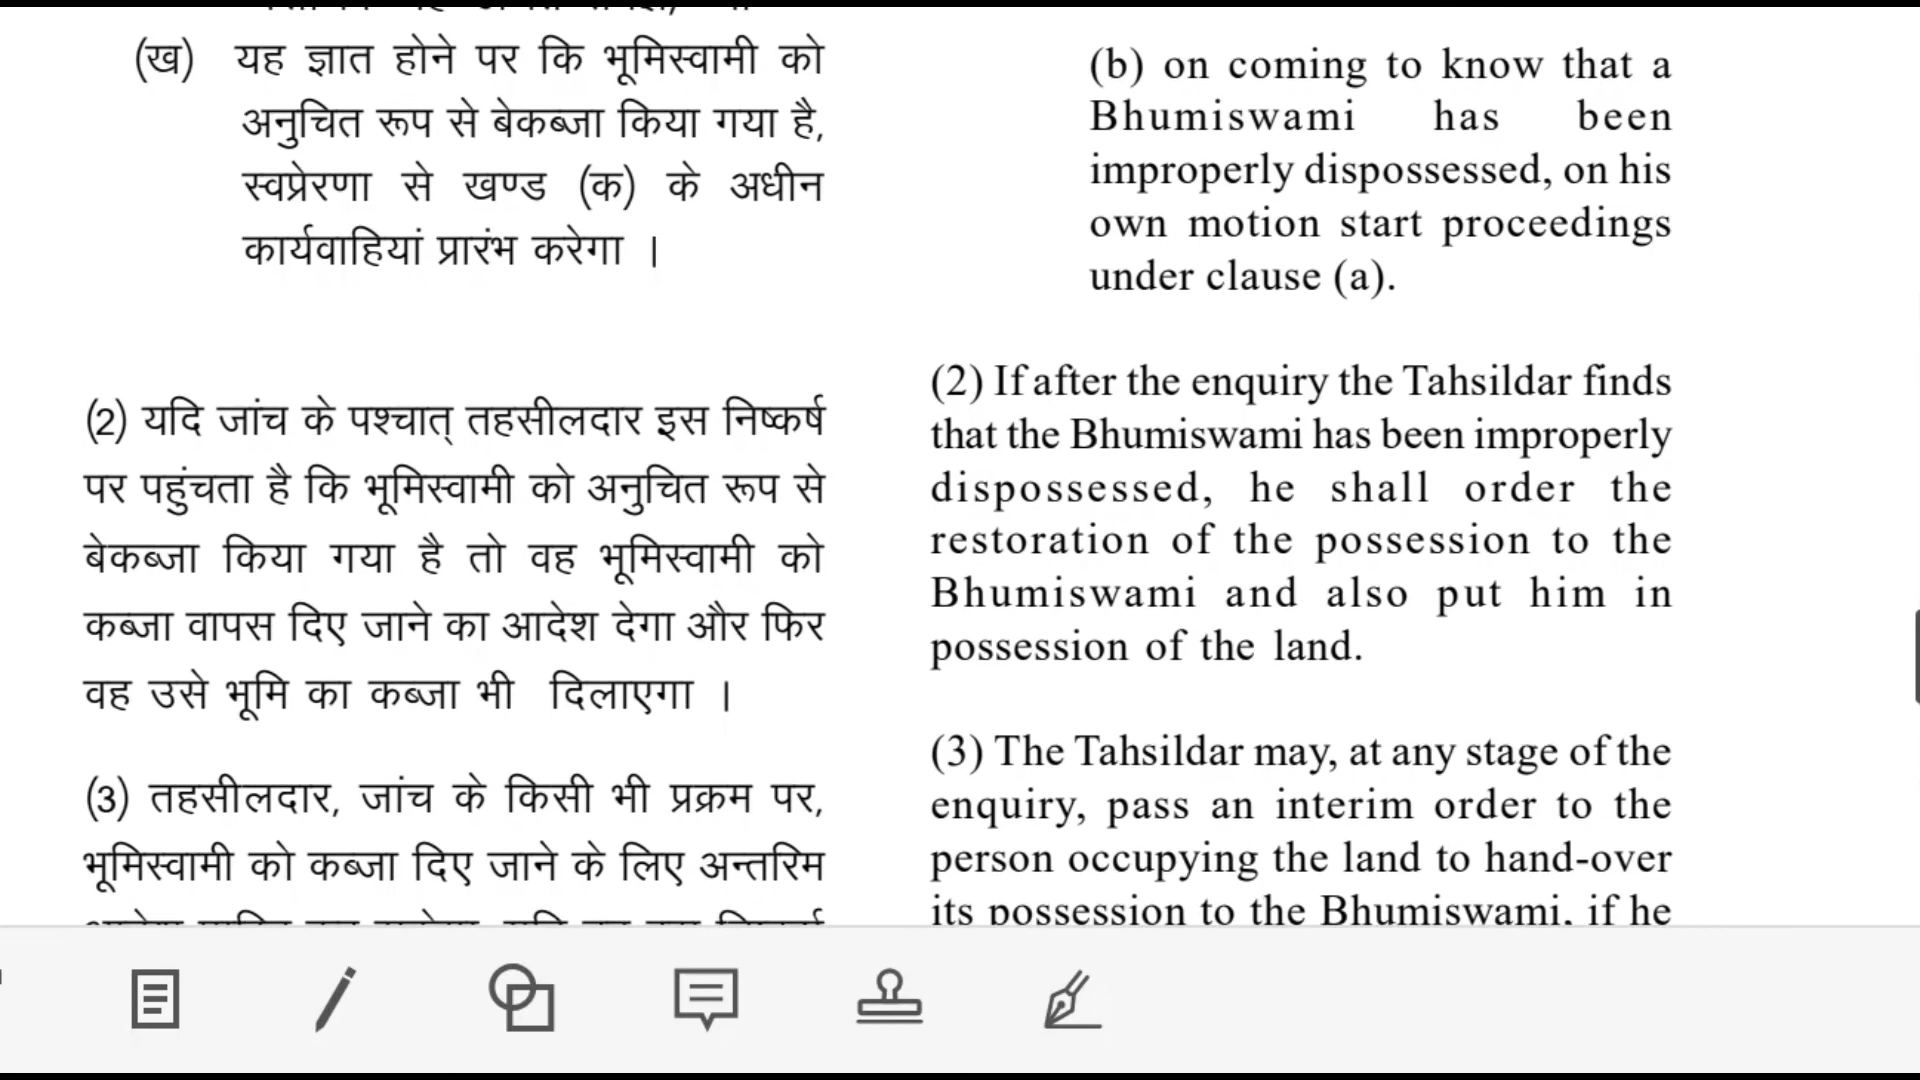 (ख) यह ज्ञात होने पर कि भूमिस्वामी को
अनुचित रूप से बेकब्जा किया गया है,
स्वप्रेरणा से खण्ड (क) के अधीन
कार्यवाहियां प्रारंभ करेगा ।
(2) यदि जांच के पश्चात् तहसीलदार इस निष्कर्ष
पर पहुंचता है कि भूमिस्वामी को अनुचित रूप से
बेकब्जा किया गया है तो वह भूमिस्वामी को
कब्जा वापस दिए जाने का आदेश देगा और फिर
वह उसे भूमि का कब्जा भी दिलाएगा ।
(3) तहसीलदार, जांच के किसी भी प्रक्रम पर,
भूमिस्वामी को कब्जा दिए जाने के लिए अन्तरिम
(b) on coming to know that a
Bhumiswami has been
improperly dispossessed, on his
own motion start proceedings
under clause (a).
(2) If after the enquiry the Tahsildar finds
that the Bhumiswami has been improperly
dispossessed, he shall order the
restoration of the possession to the
Bhumiswami and also put him in
possession of the land.
(3) The Tahsildar may, at any stage of the
enquiry, pass an interim order to the
person occupying the land to hand-over
its possession to the Bhumiswami, if he